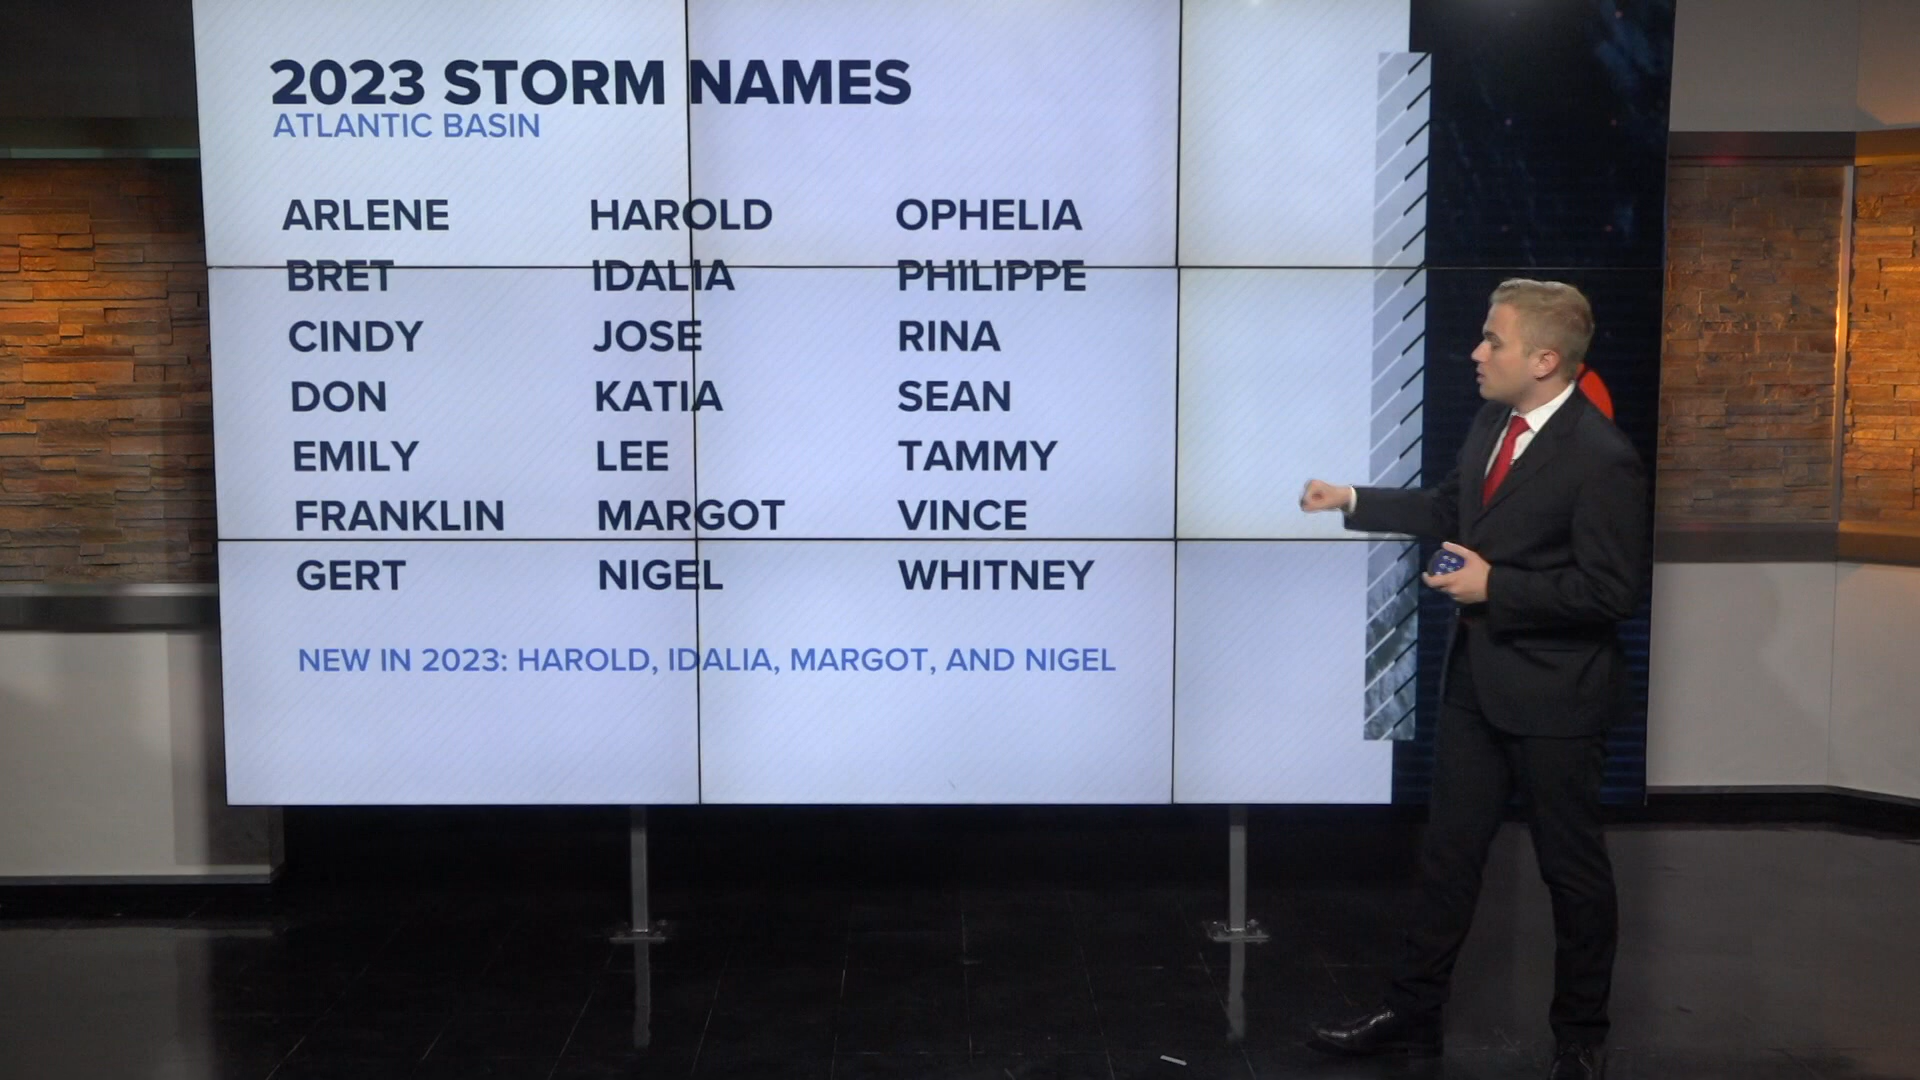 2023 STORM NAMES
ATLANTIC BASIN
ARLENE
BRET
CINDY
DON
EMILY
FRANKLIN
GERT
HAROLD
IDALIA
JOSE
KATIA
LEE
MARGOT
NIGEL
OPHELIA
PHILIPPE
RINA
SEAN
TAMMY
VINCE
WHITNEY
NEW IN 2023: HAROLD, IDALIA, MARGOT, AND NIGEL